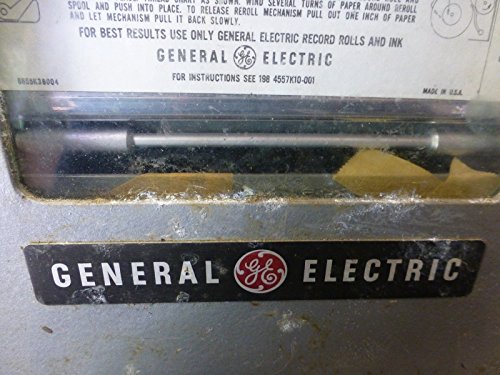 SPOOL AND PUSH INTO PLACE. TO RELEASE REROLL MECHANISM PULL OUT ONE INCH OF PAPER
AND LET MECHANISM PULL IT BACK SLOWLY.
FOR BEST RESULTS USE ONLY GENERAL ELECTRIC RECORD ROLLS AND INK
GENERAL GE ELECTRIC
FOR INSTRUCTIONS SEE 198 4557K10-001
MADE IN U.S.A.
GENERAL GE ELECTRIC